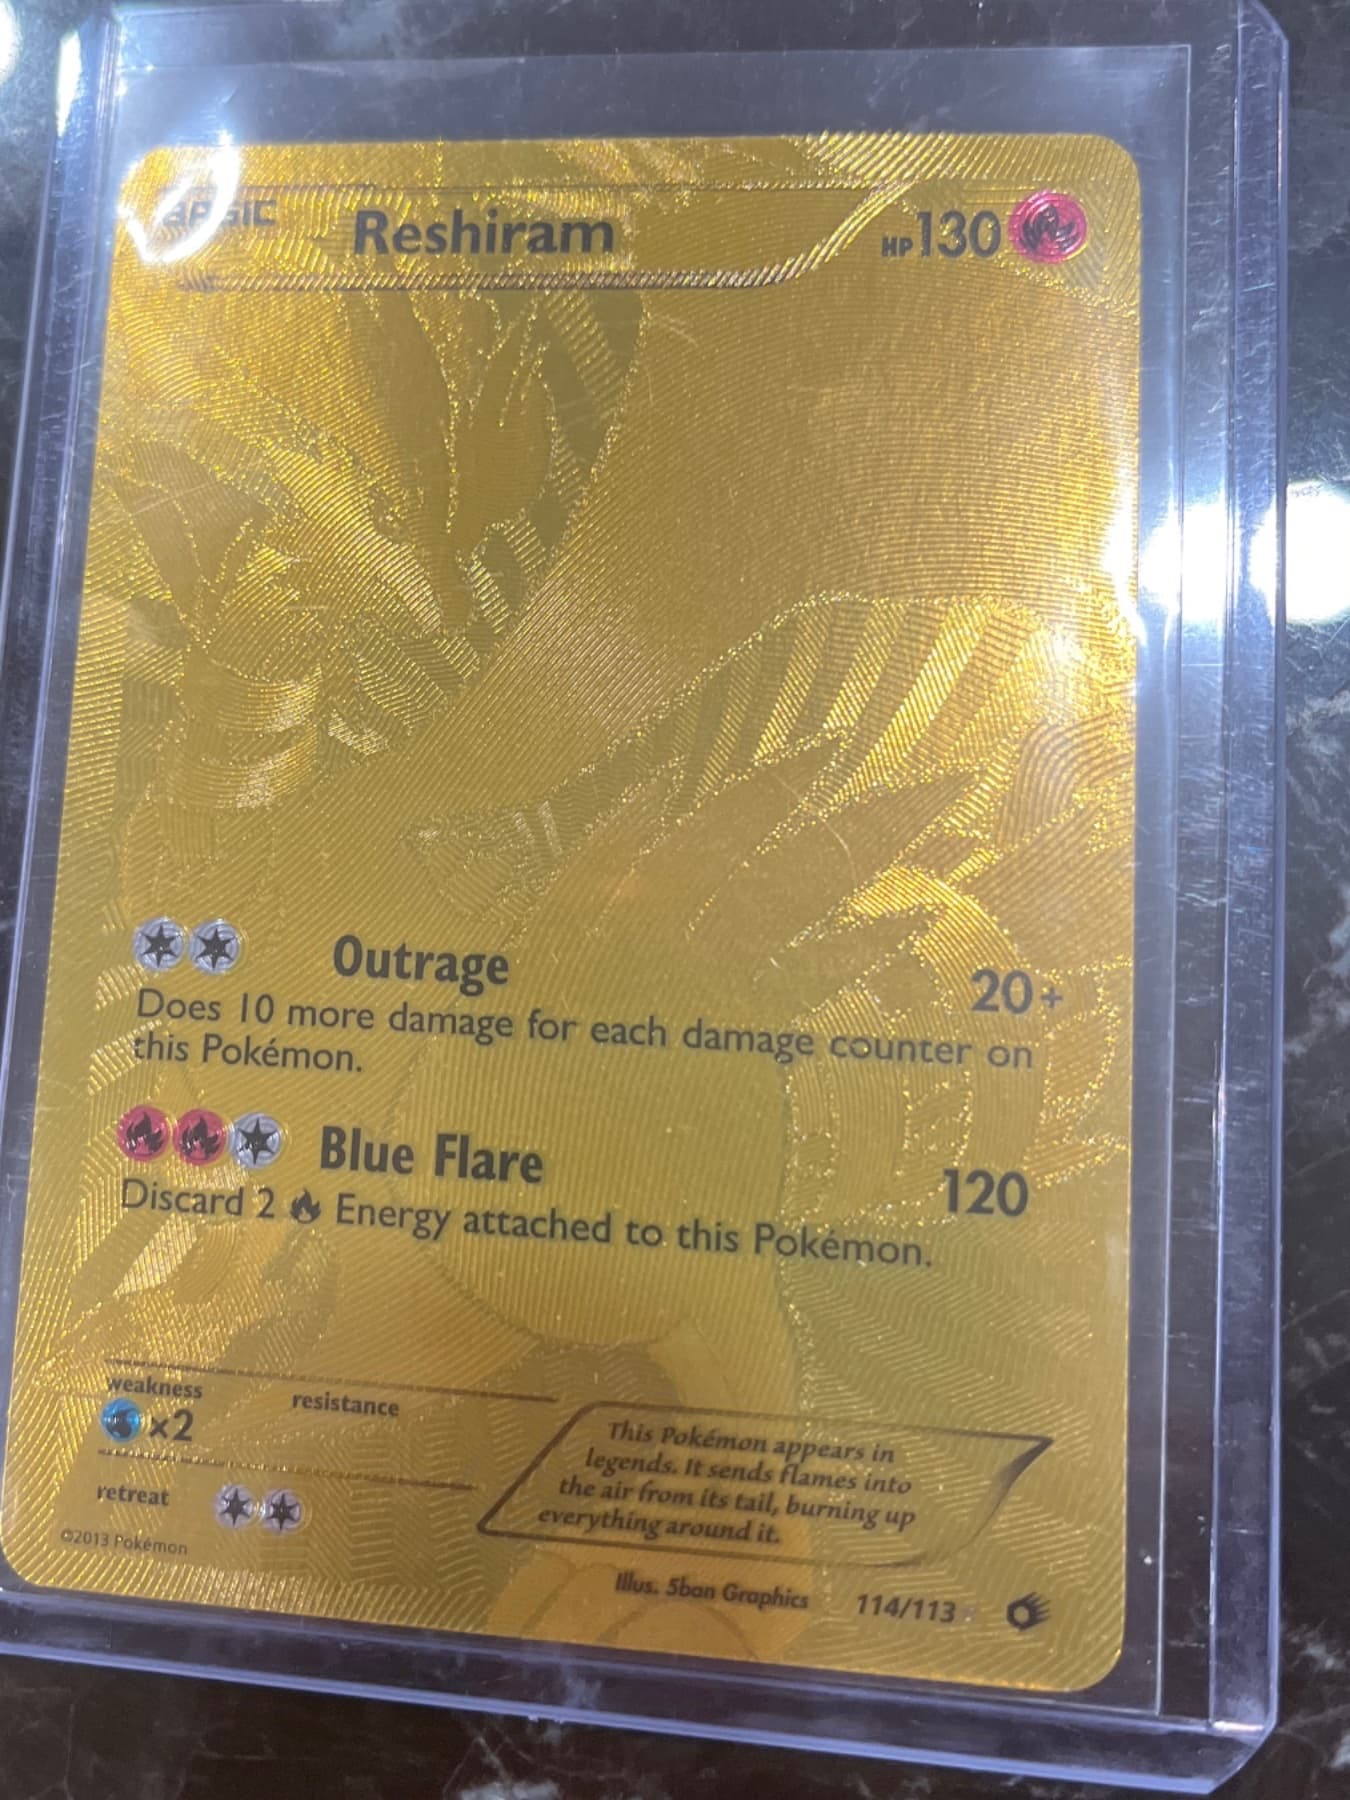 BASIC Reshiram HP 130
Outrage 20+
Does 10 more damage for each damage counter on
this Pokémon.
Blue Flare 120
Discard 2 Energy attached to this Pokémon.
weakness resistance
×2
retreat
This Pokémon appears in
legends. It sends flames into
the air from its tail, burning up
everything around it.
©2013 Pokémon
Illus. 5ban Graphics 114/113